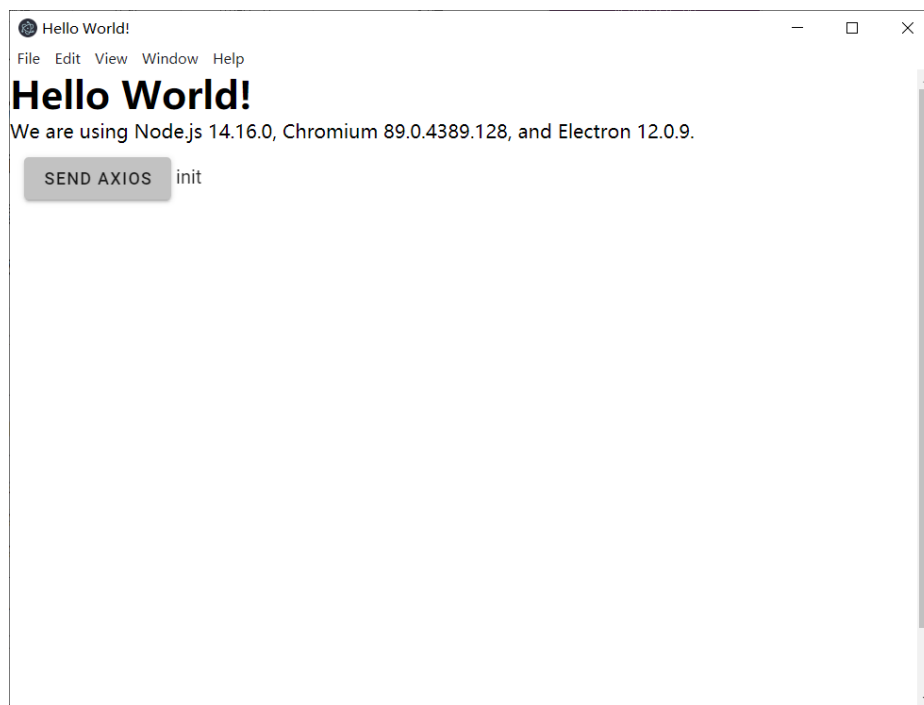 Hello World!
File Edit View Window Help
Hello World!
We are using Node.js 14.16.0, Chromium 89.0.4389.128, and Electron 12.0.9.
SEND AXIOS init